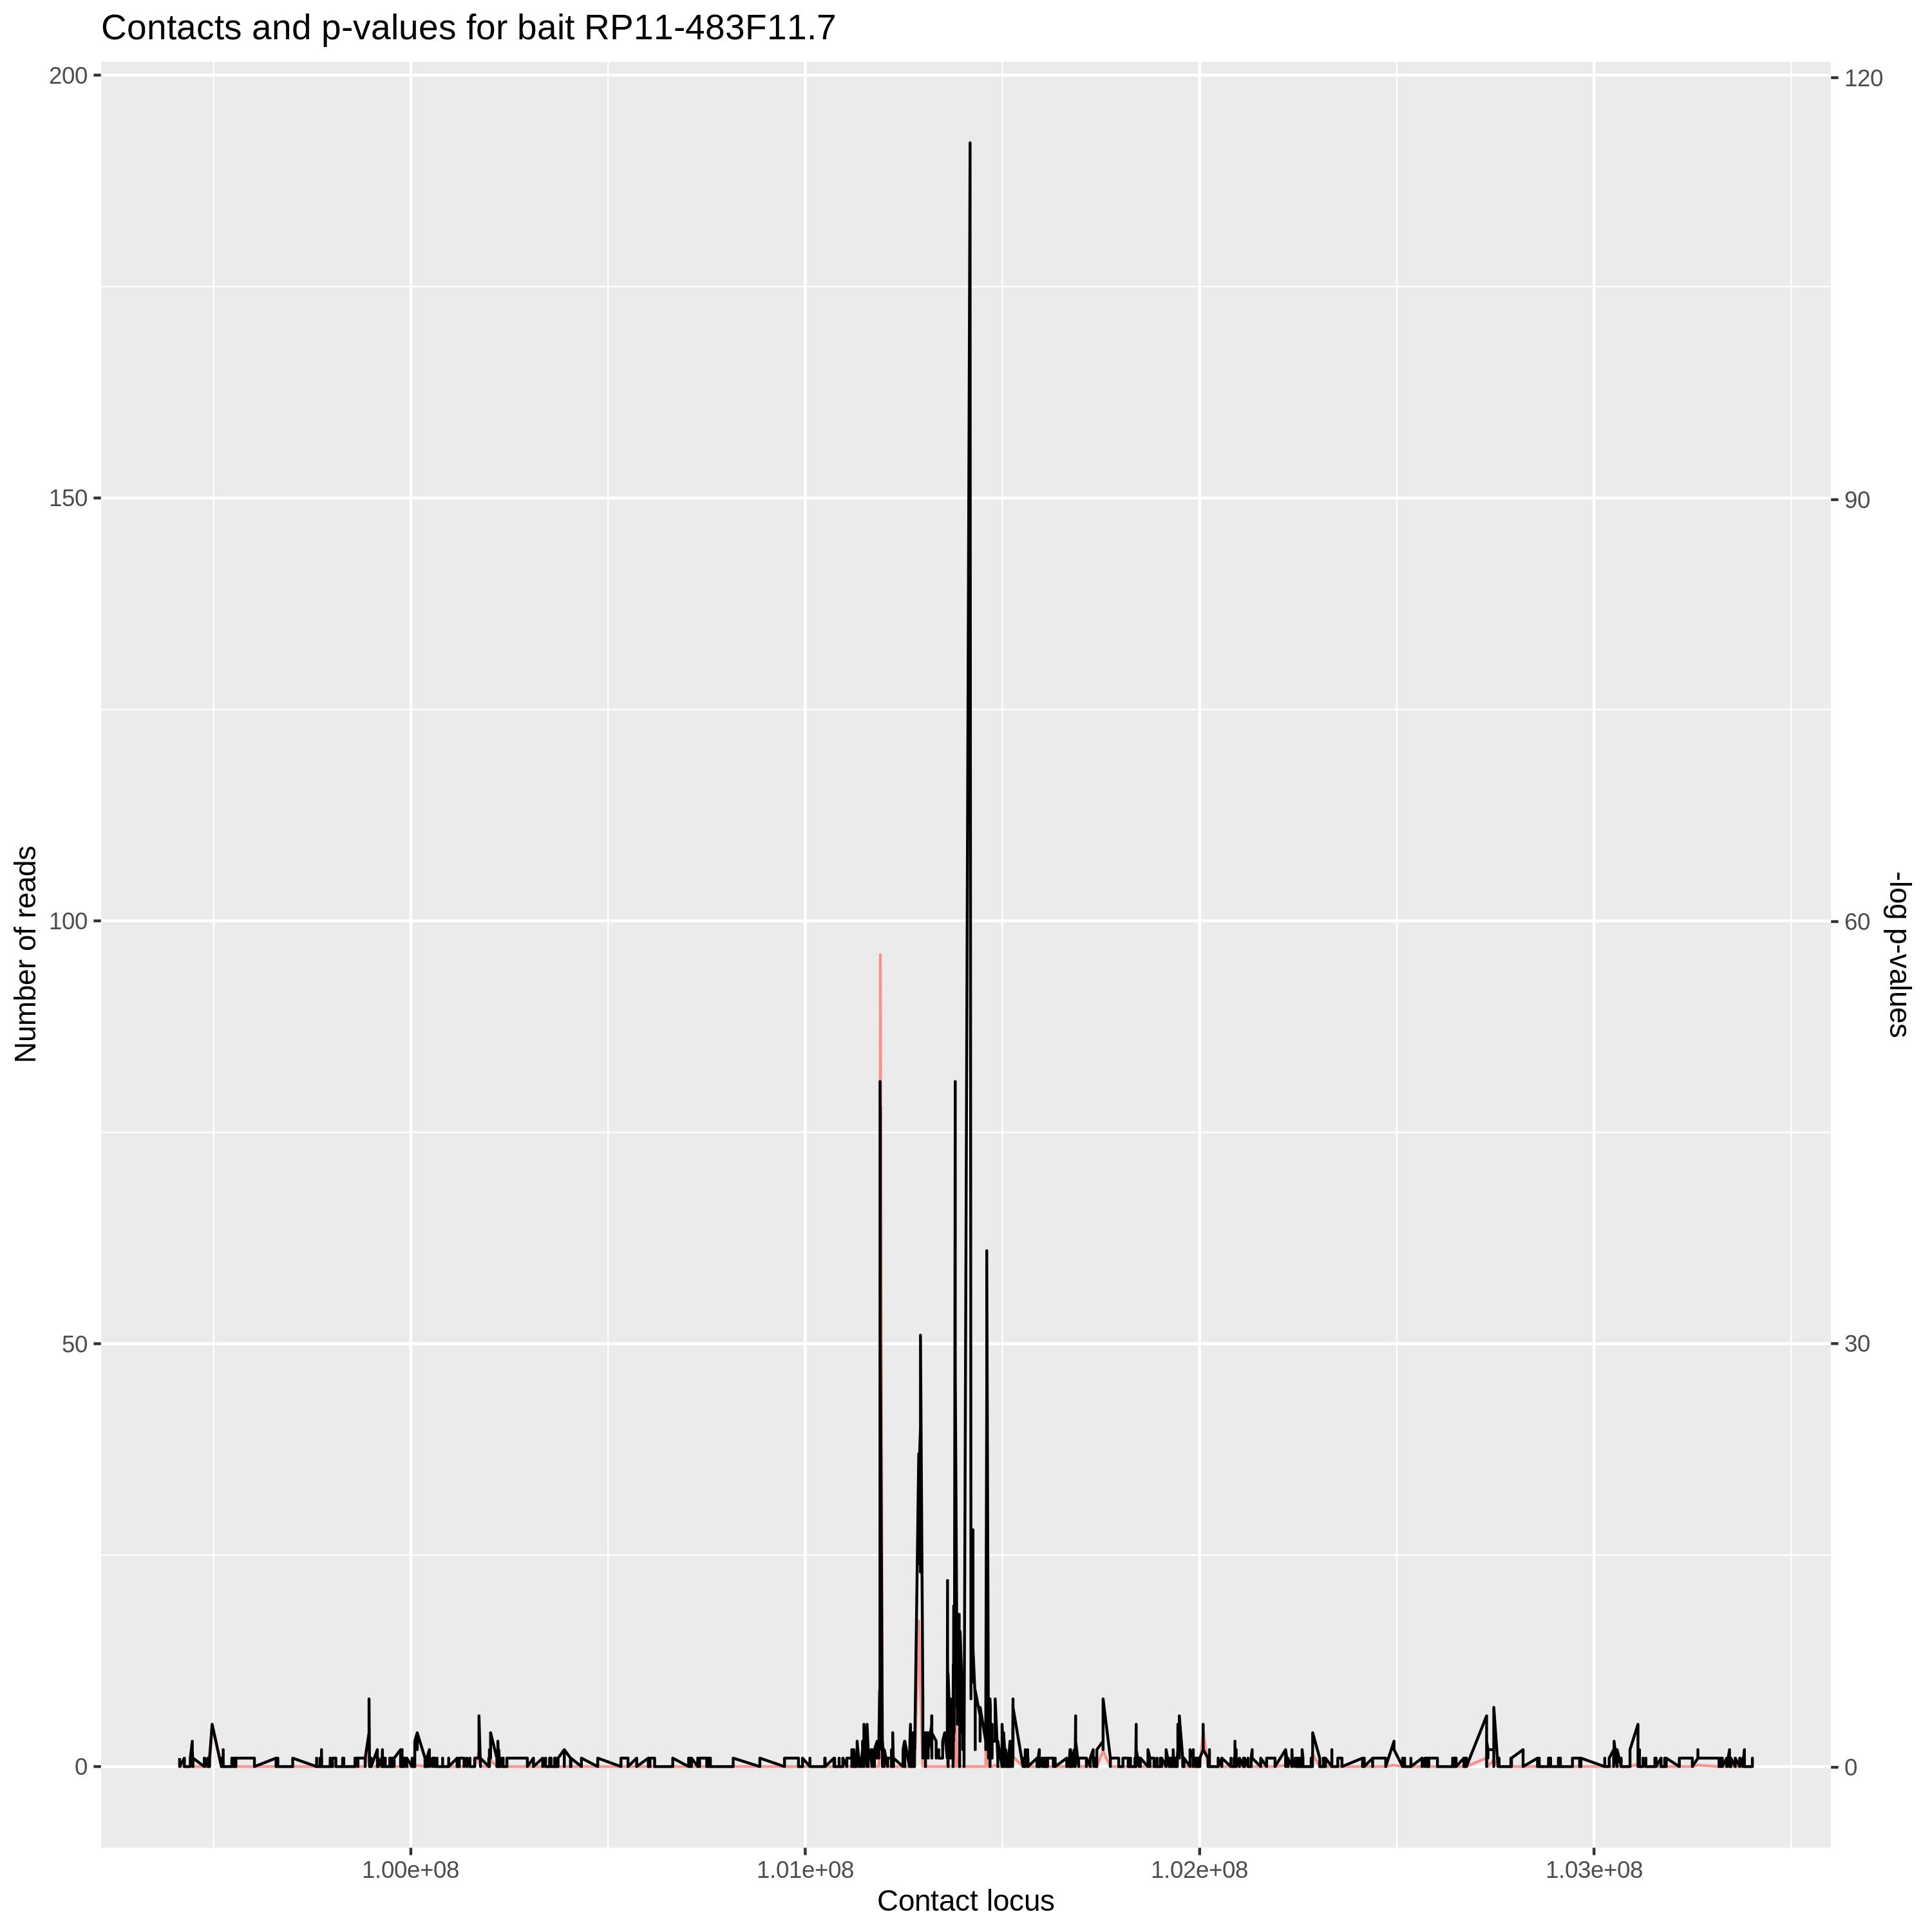 Contacts and p-values for bait RP11-483F11.7
200
150
100
50
0
Number of reads
120
90
60
30
0
-log p-values
1.00e+08 1.01e+08 1.02e+08 1.03e+08
Contact locus